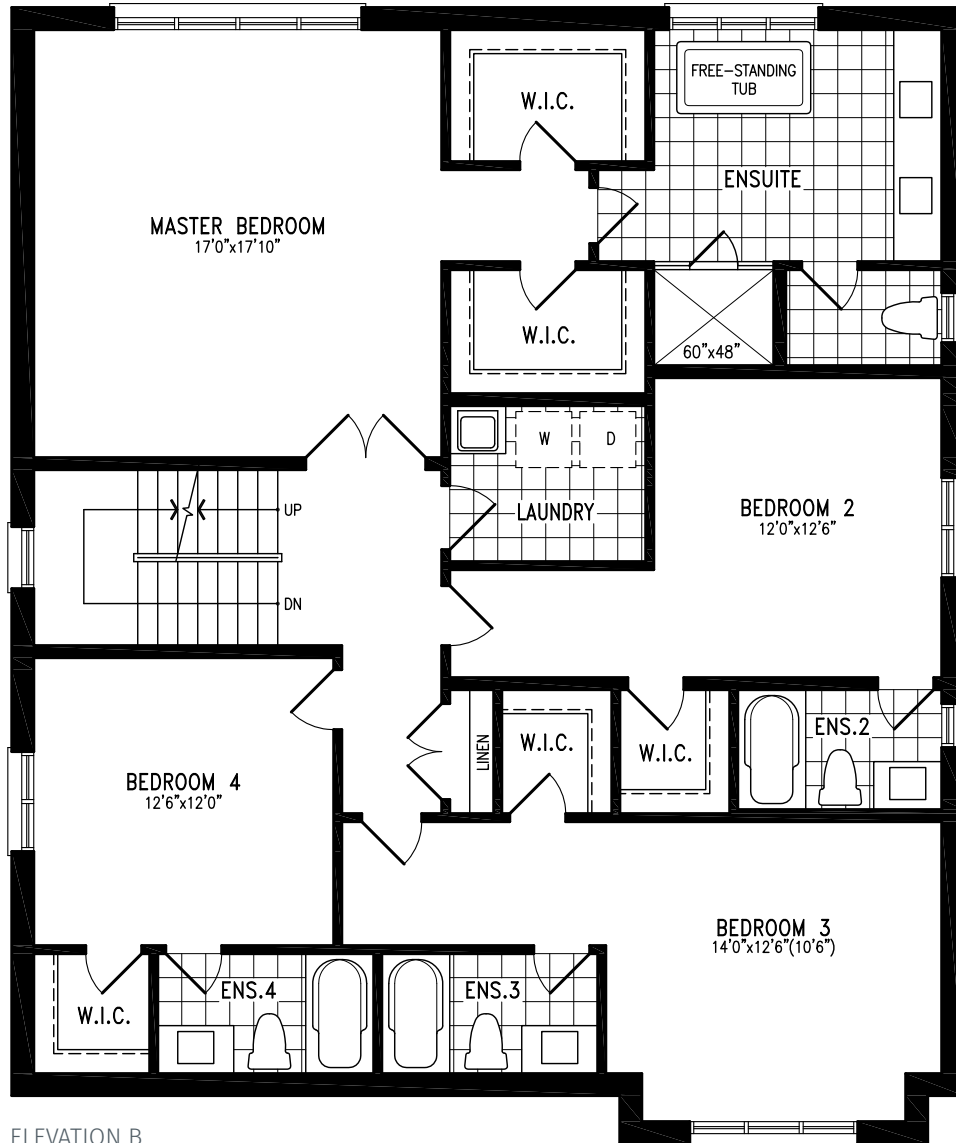 FREE-STANDING
TUB
W.I.C.
ENSUITE
MASTER BEDROOM
17'0"x17'10"
W.I.C.
60"x48"
W
D
UP
LAUNDRY
BEDROOM 2
12'0"x12'6"
DN
ENS.2
LINEN
W.I.C.
W.I.C.
BEDROOM 4
12'6"x12'0"
BEDROOM 3
14'0"x12'6"(10'6")
ENS.4
ENS.3
W.I.C.
ELEVATION B